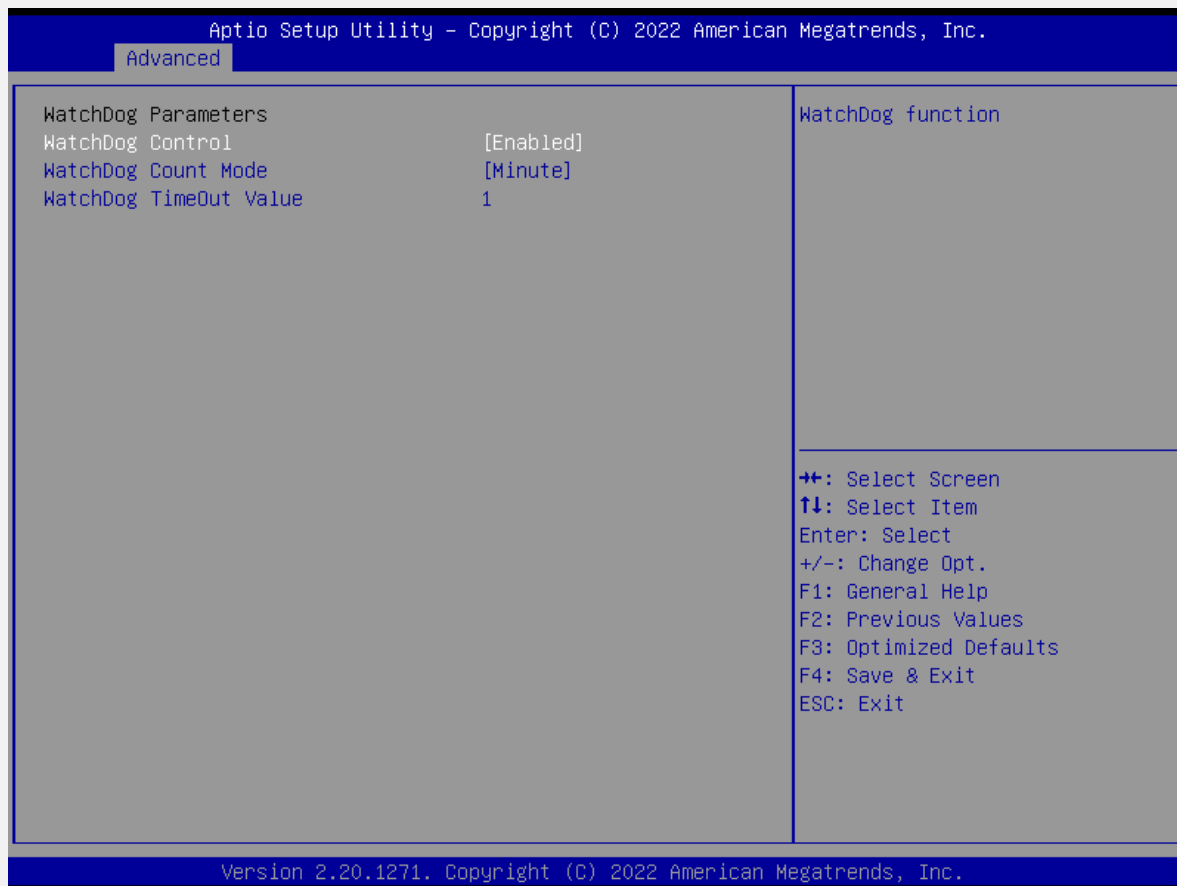 Aptio Setup Utility – Copyright (C) 2022 American Megatrends, Inc.
Advanced
WatchDog Parameters
WatchDog Control [Enabled]
WatchDog Count Mode [Minute]
WatchDog TimeOut Value 1
WatchDog function
→←: Select Screen
↑↓: Select Item
Enter: Select
+/-: Change Opt.
F1: General Help
F2: Previous Values
F3: Optimized Defaults
F4: Save & Exit
ESC: Exit
Version 2.20.1271. Copyright (C) 2022 American Megatrends, Inc.